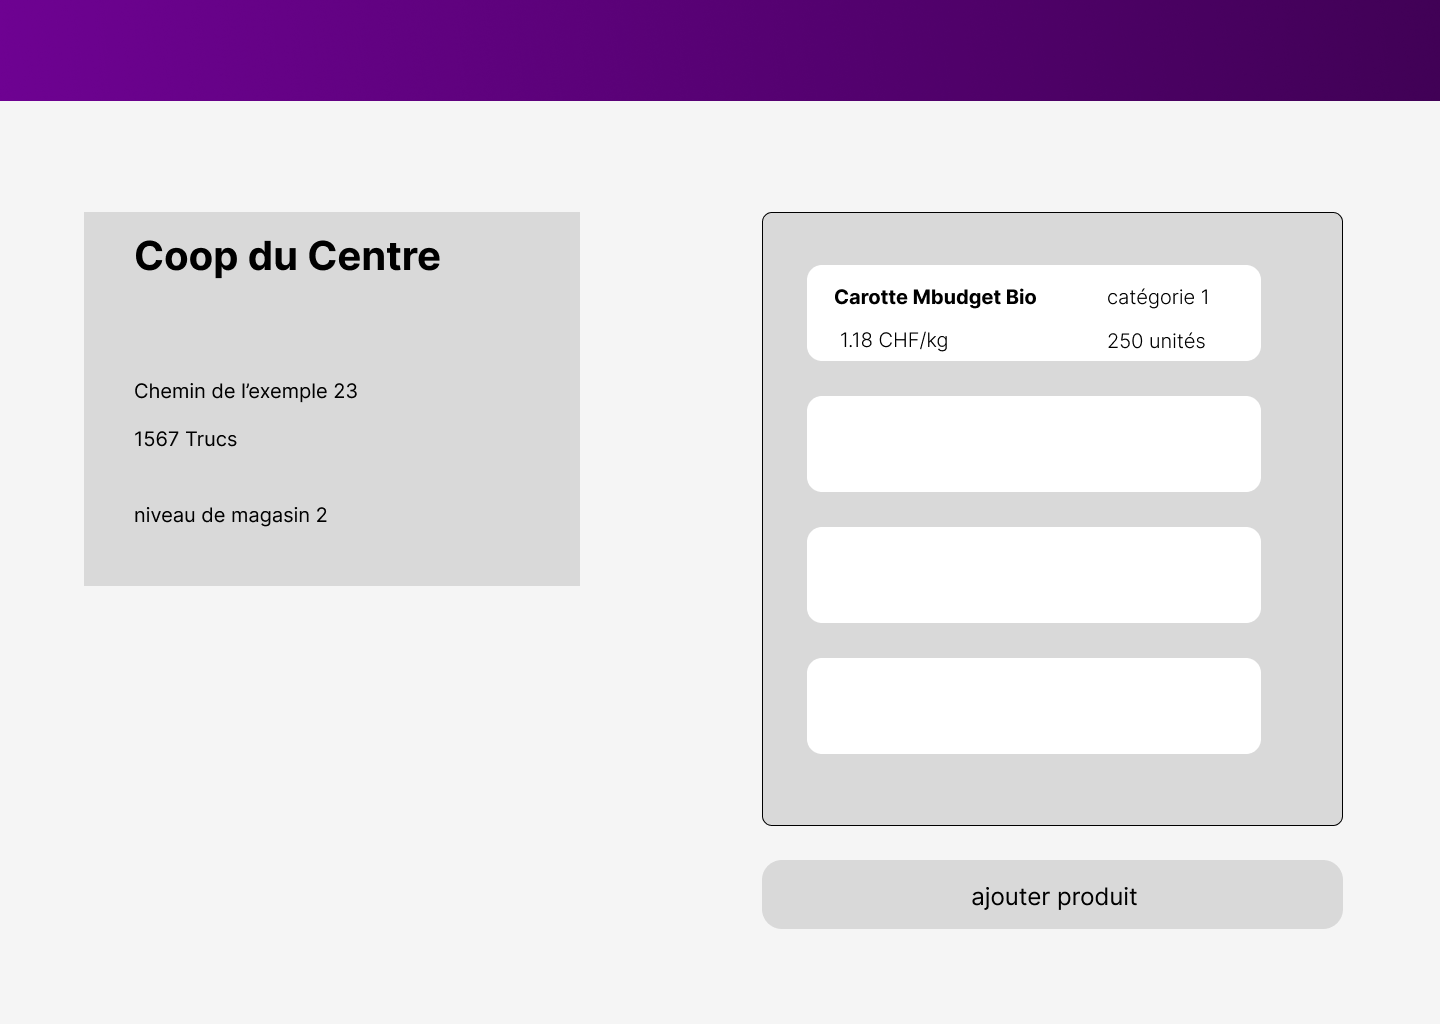 Coop du Centre
Chemin de l’exemple 23
1567 Trucs
niveau de magasin 2
Carotte Mbudget Bio
catégorie 1
1.18 CHF/kg
250 unités
ajouter produit